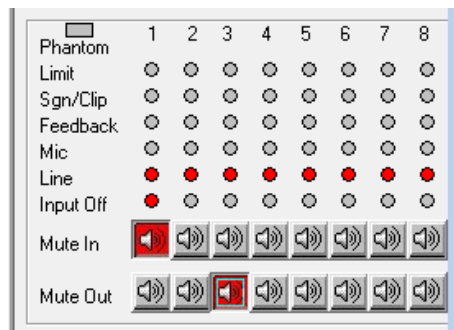 Phantom 1 2 3 4 5 6 7 8
Limit
Sgn/Clip
Feedback
Mic
Line
Input Off
Mute In
Mute Out